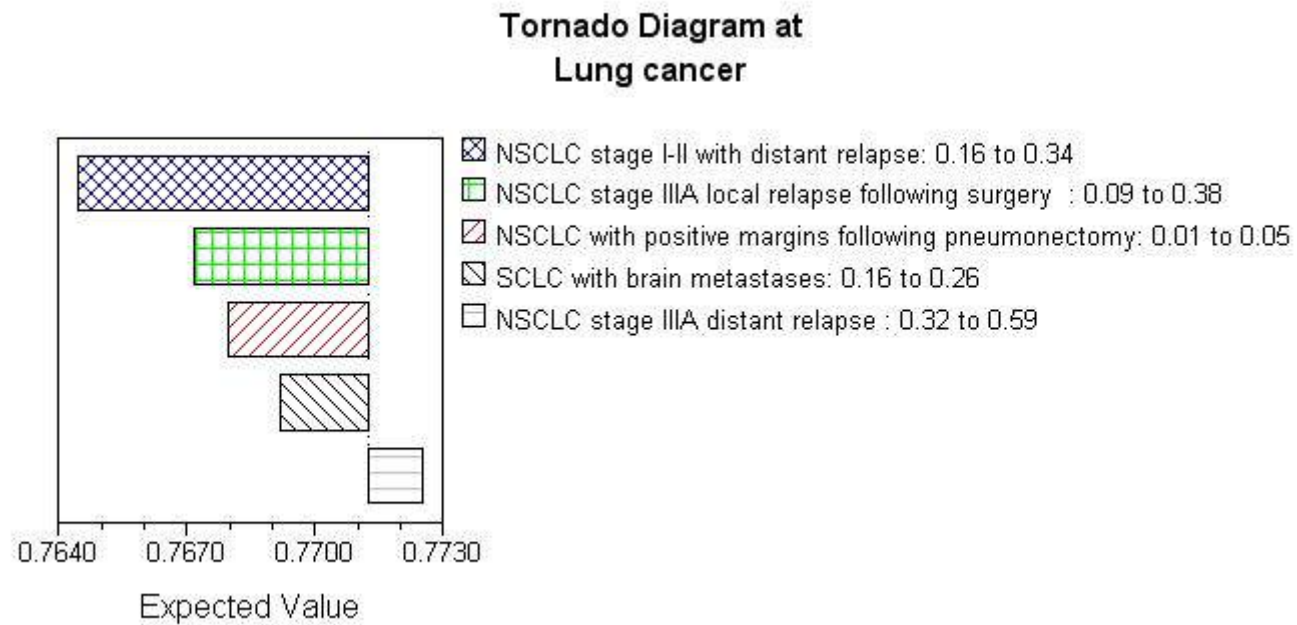 Tornado Diagram at
Lung cancer
NSCLC stage I-II with distant relapse: 0.16 to 0.34
NSCLC stage IIIA local relapse following surgery : 0.09 to 0.38
NSCLC with positive margins following pneumonectomy: 0.01 to 0.05
SCLC with brain metastases: 0.16 to 0.26
NSCLC stage IIIA distant relapse : 0.32 to 0.59
0.7640 0.7670 0.7700 0.7730
Expected Value